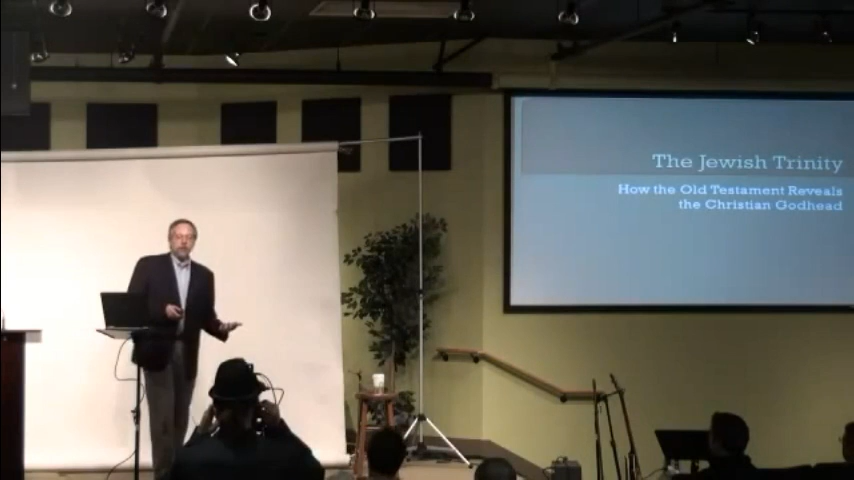 The Jewish Trinity
How the Old Testament Reveals
the Christian Godhead